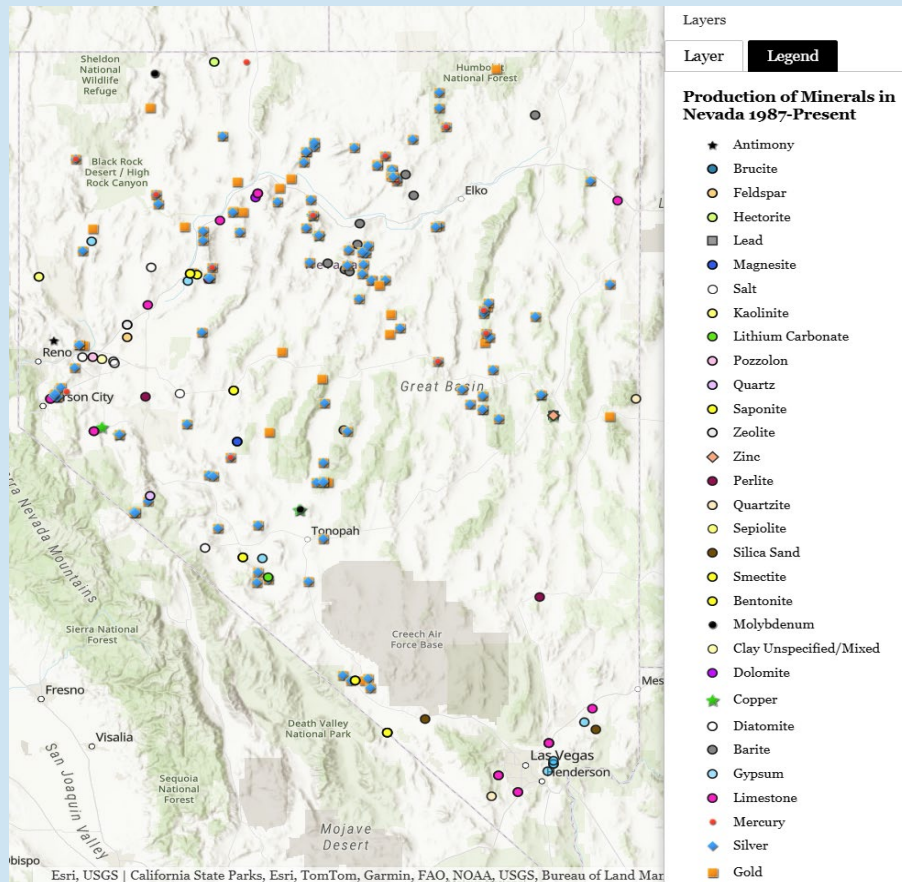 Layers
Layer
Legend
Production of Minerals in
Nevada 1987-Present
Antimony
Brucite
Feldspar
Hectorite
Lead
Magnesite
Salt
Kaolinite
Lithium Carbonate
Pozzolon
Quartz
Saponite
Zeolite
Zinc
Perlite
Quartzite
Sepiolite
Silica Sand
Smectite
Bentonite
Molybdenum
Clay Unspecified/Mixed
Dolomite
Copper
Diatomite
Barite
Gypsum
Limestone
Mercury
Silver
Gold
Sheldon
National
Wildlife
Refuge
National Forest
Black Rock
Desert / High
Rock Canyon
Elko
Reno
rson City
Great Basin
Tonopah
rra Nevada Mountains
Sierra National
Forest
Creech Air
Force Base
Fresno
Mes
Death Valley
National Park
Visalia
Las Vegas
Henderson
San Joaquin Valley
Sequoia
National
Forest
Mojave
Desert
bispo
Esri, USGS | California State Parks, Esri, TomTom, Garmin, FAO, NOAA, USGS, Bureau of Land Mar